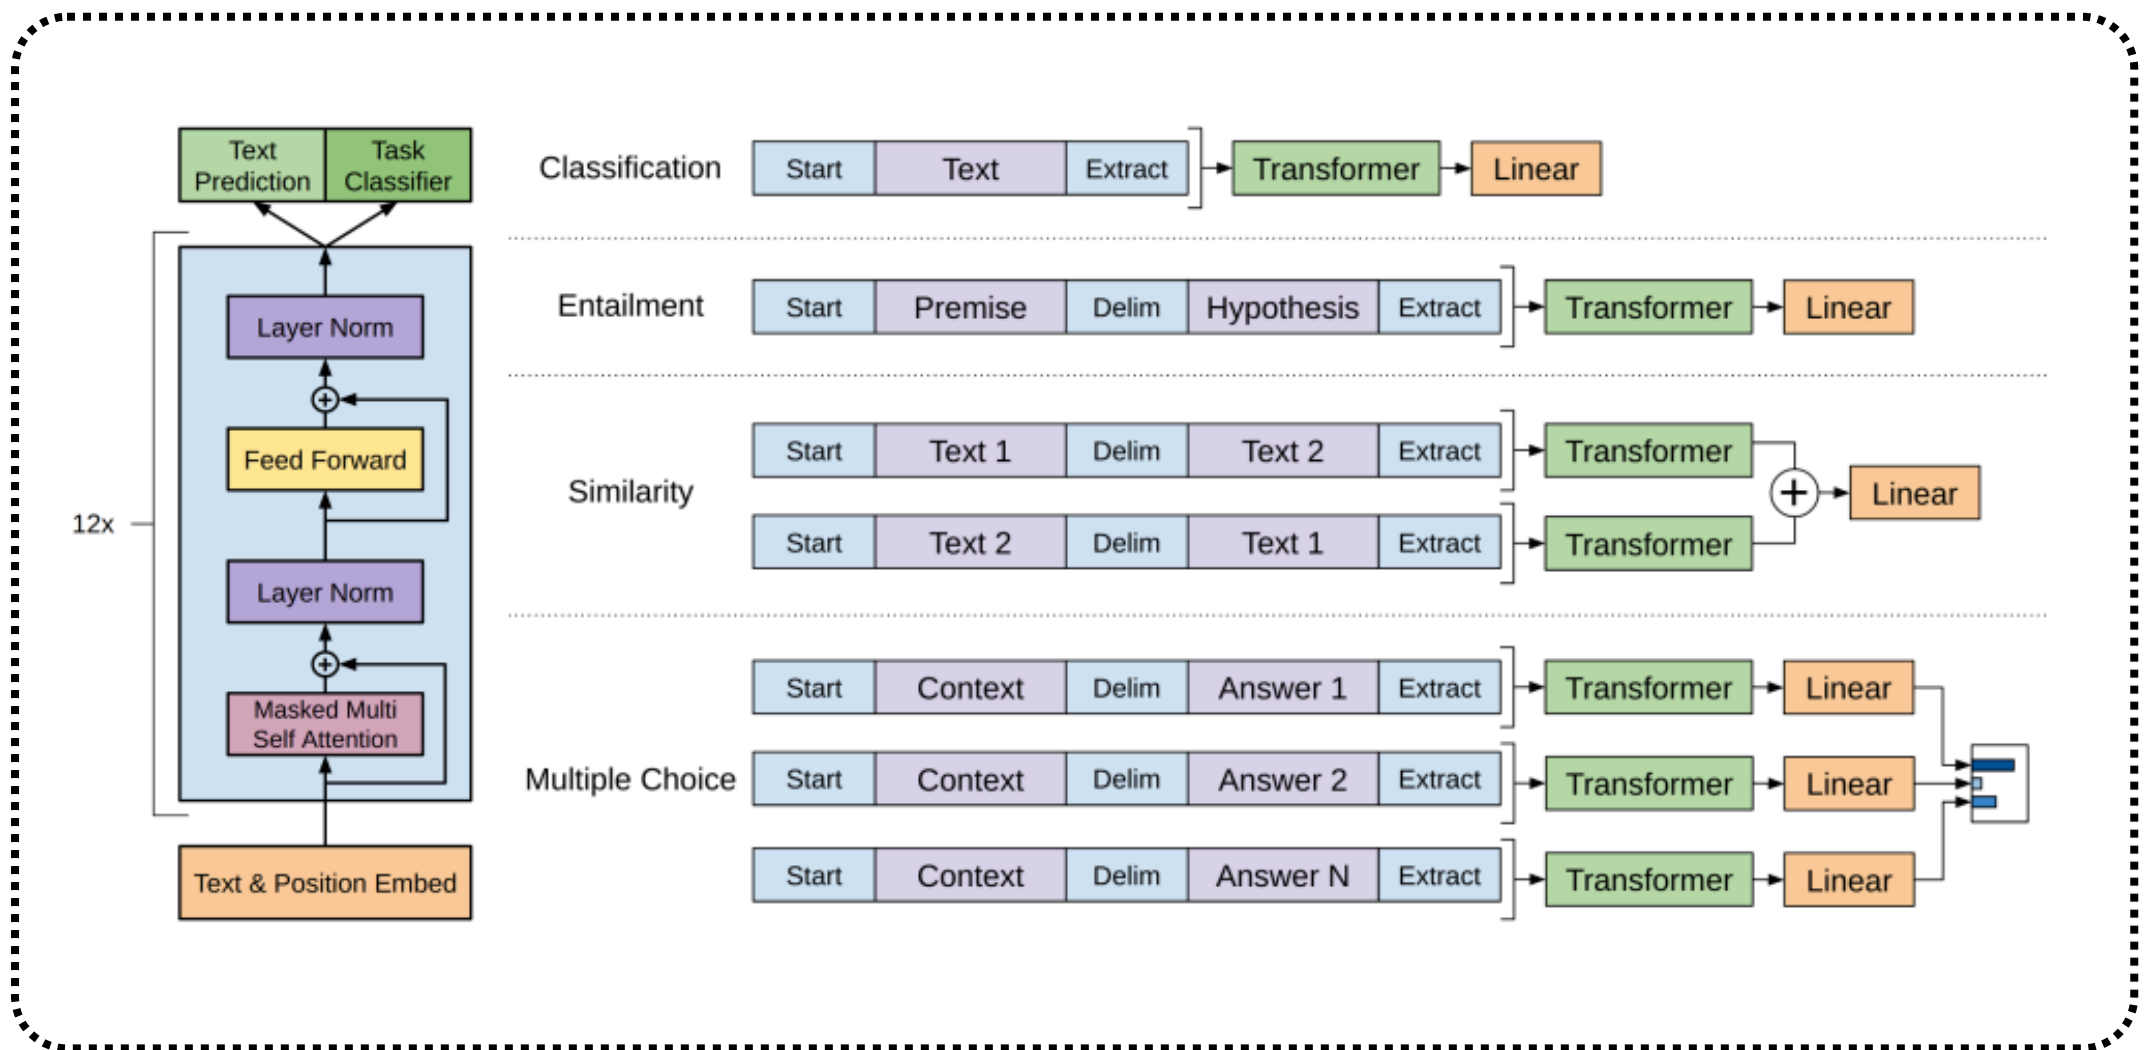 Text
Prediction
Task
Classifier
12x
Layer Norm
Feed Forward
Layer Norm
Masked Multi
Self Attention
Text & Position Embed
Classification
Start
Text
Extract
Transformer
Linear
Entailment
Start
Premise
Delim
Hypothesis
Extract
Transformer
Linear
Similarity
Start
Text 1
Delim
Text 2
Extract
Transformer
Start
Text 2
Delim
Text 1
Extract
Transformer
Linear
Multiple Choice
Start
Context
Delim
Answer 1
Extract
Transformer
Linear
Start
Context
Delim
Answer 2
Extract
Transformer
Linear
Start
Context
Delim
Answer N
Extract
Transformer
Linear